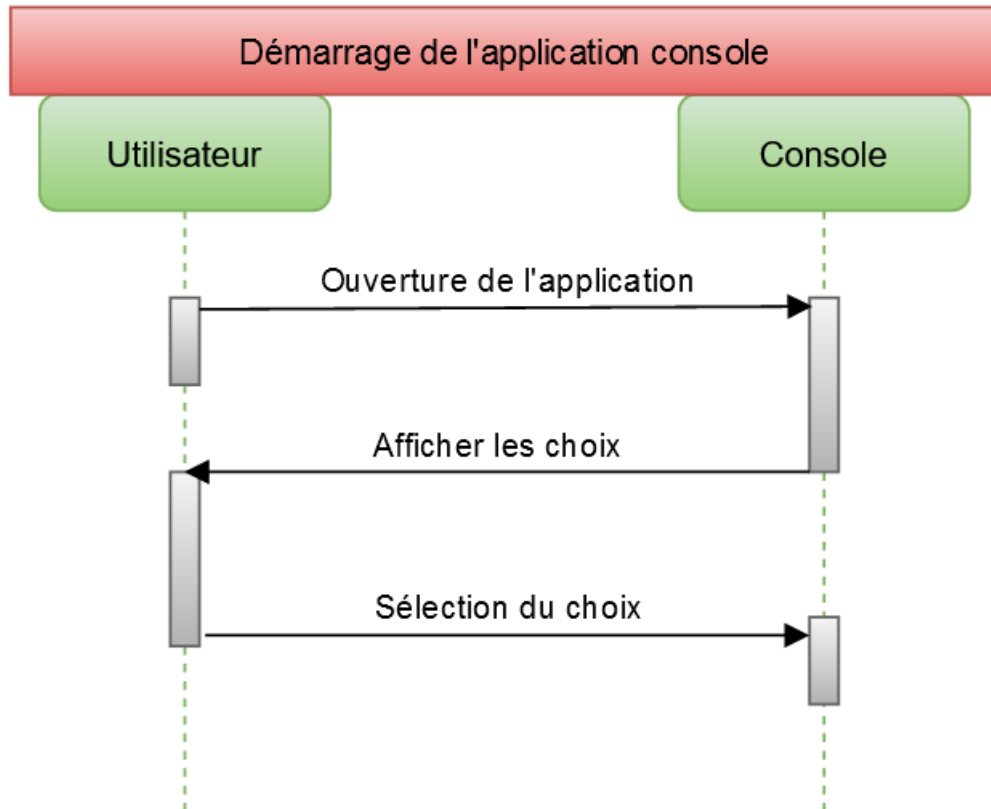 Démarrage de l'application console
Utilisateur
Console
Ouverture de l'application
Afficher les choix
Sélection du choix